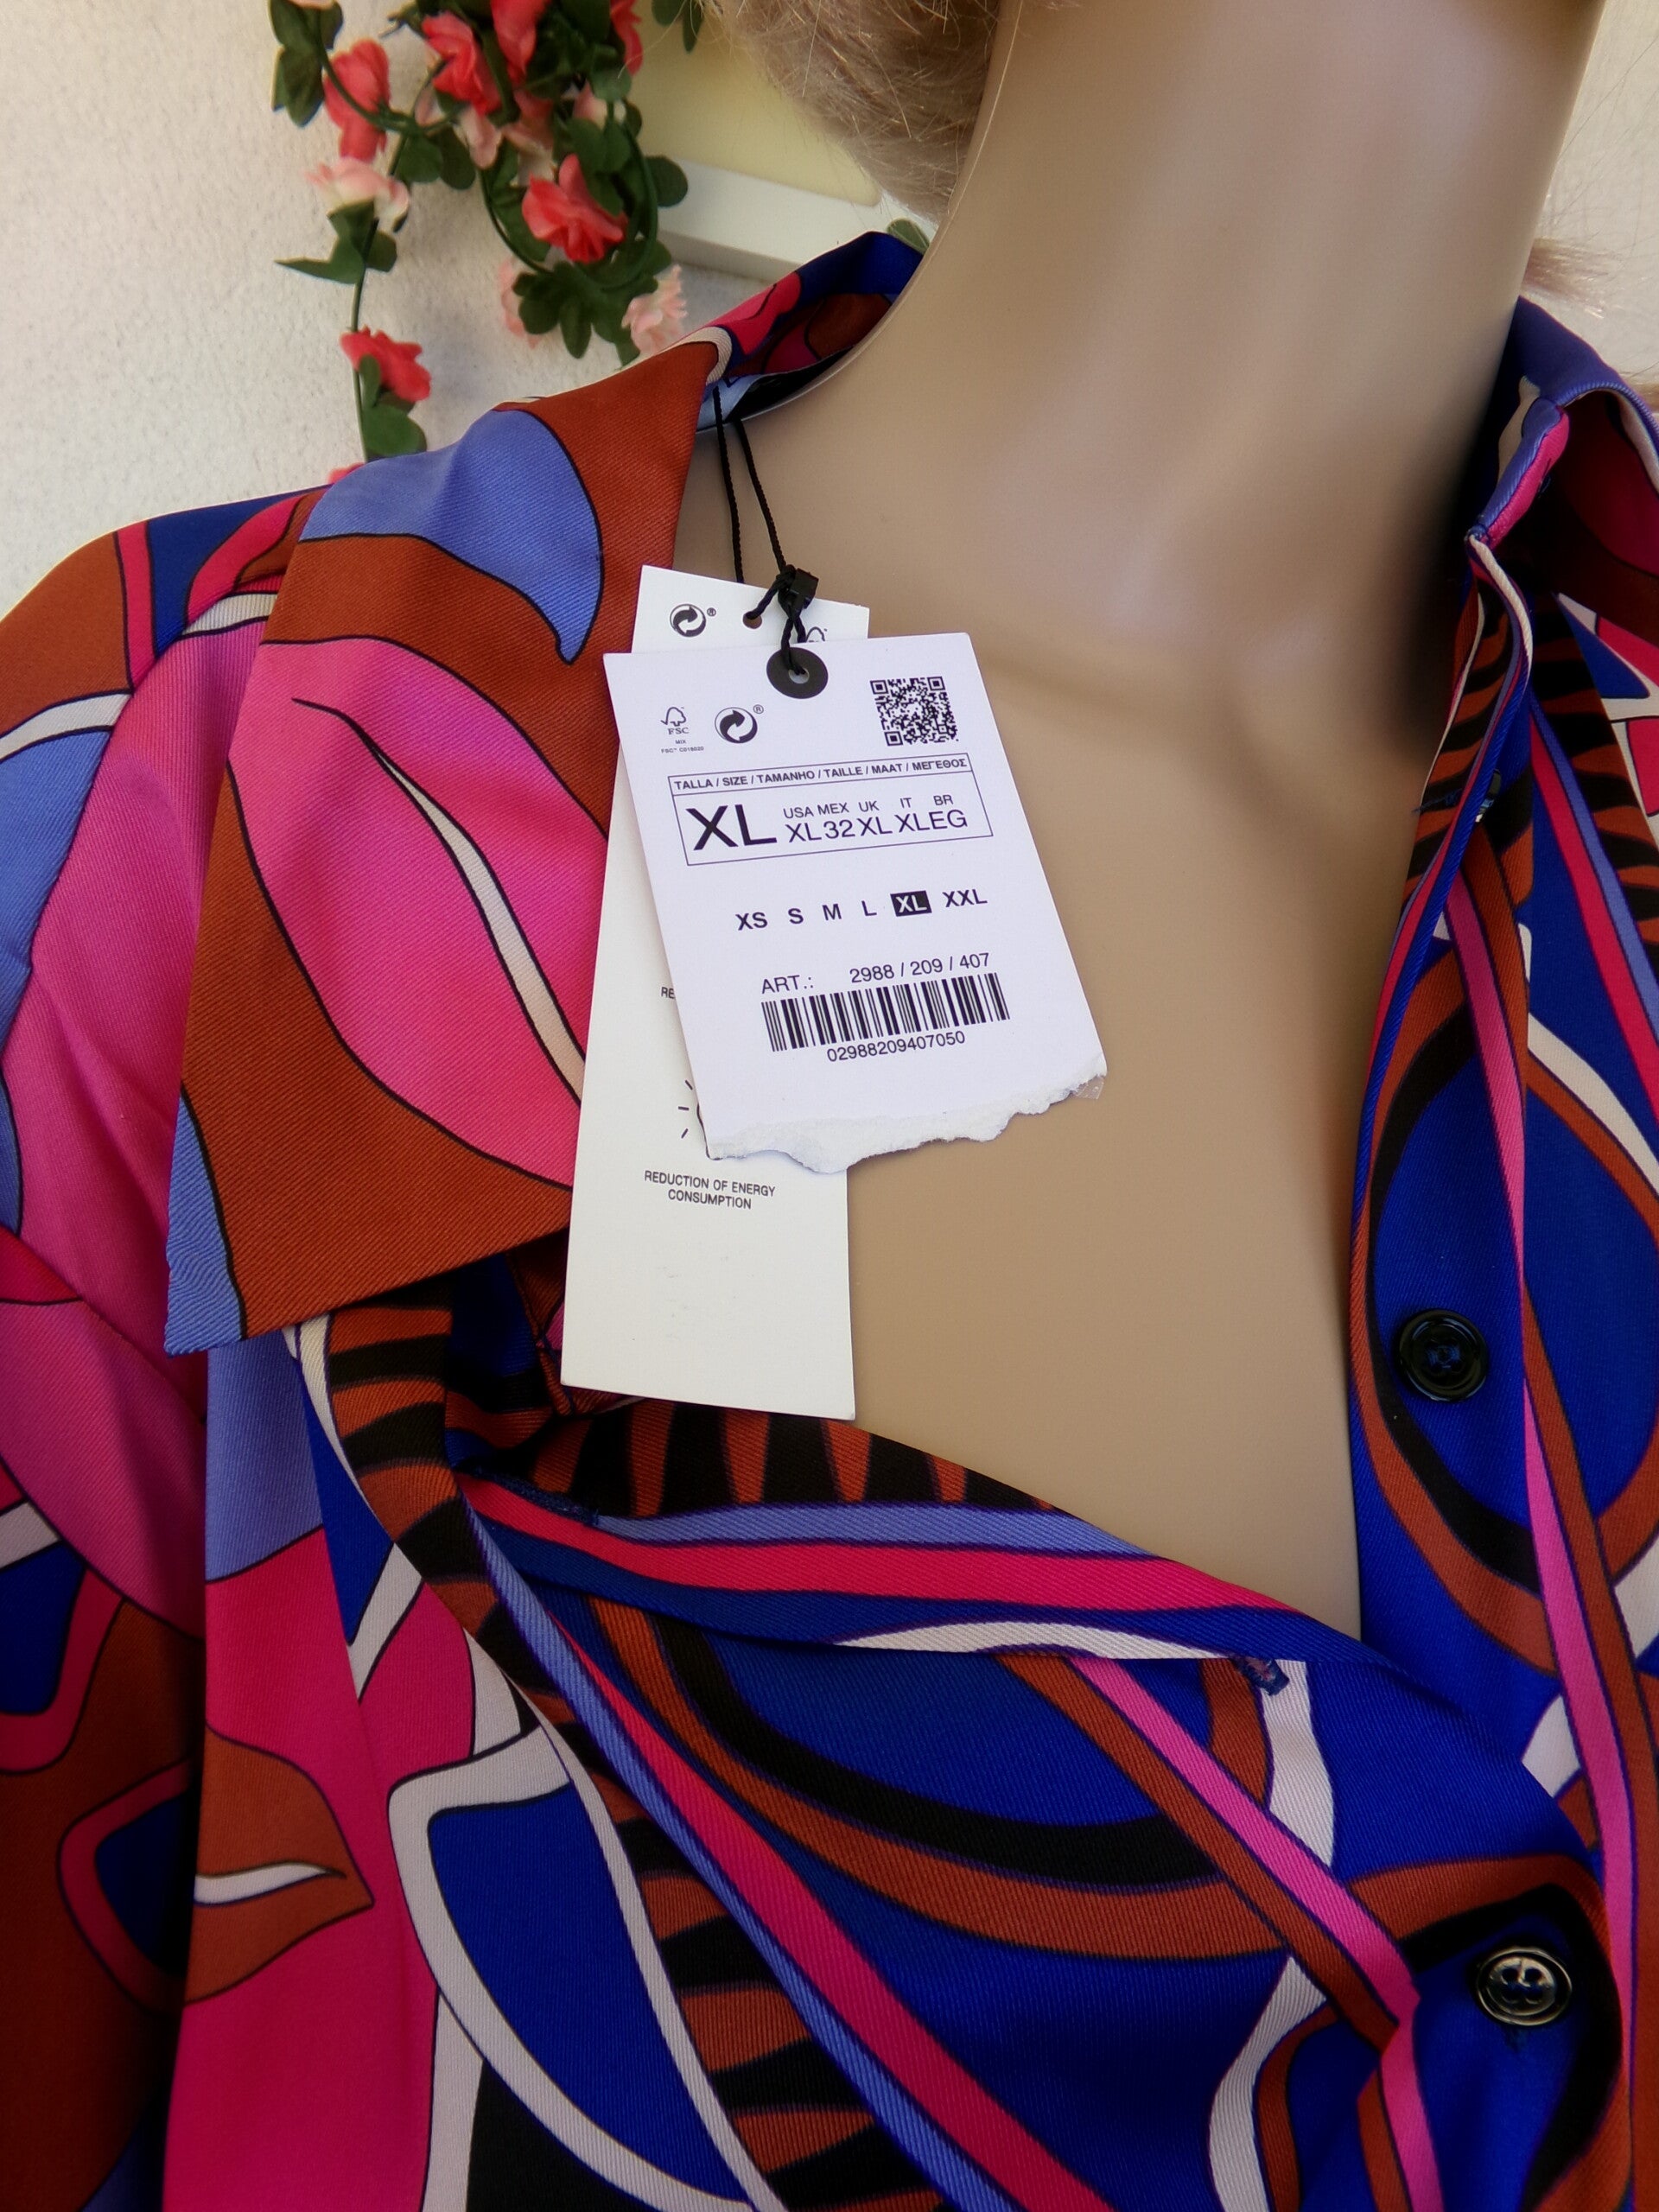 ®
®
FSC
MIX
TALLA / SIZE / TAMANHO / TAILLE / MAAT / ΜΕΓΕΘΟΣ
XL
USA MEX UK IT BR
XL 32 XL XL EG
XS S M L XL XXL
ART.: 2988 / 209 / 407
02988209407050
RE
REDUCTION OF ENERGY
CONSUMPTION